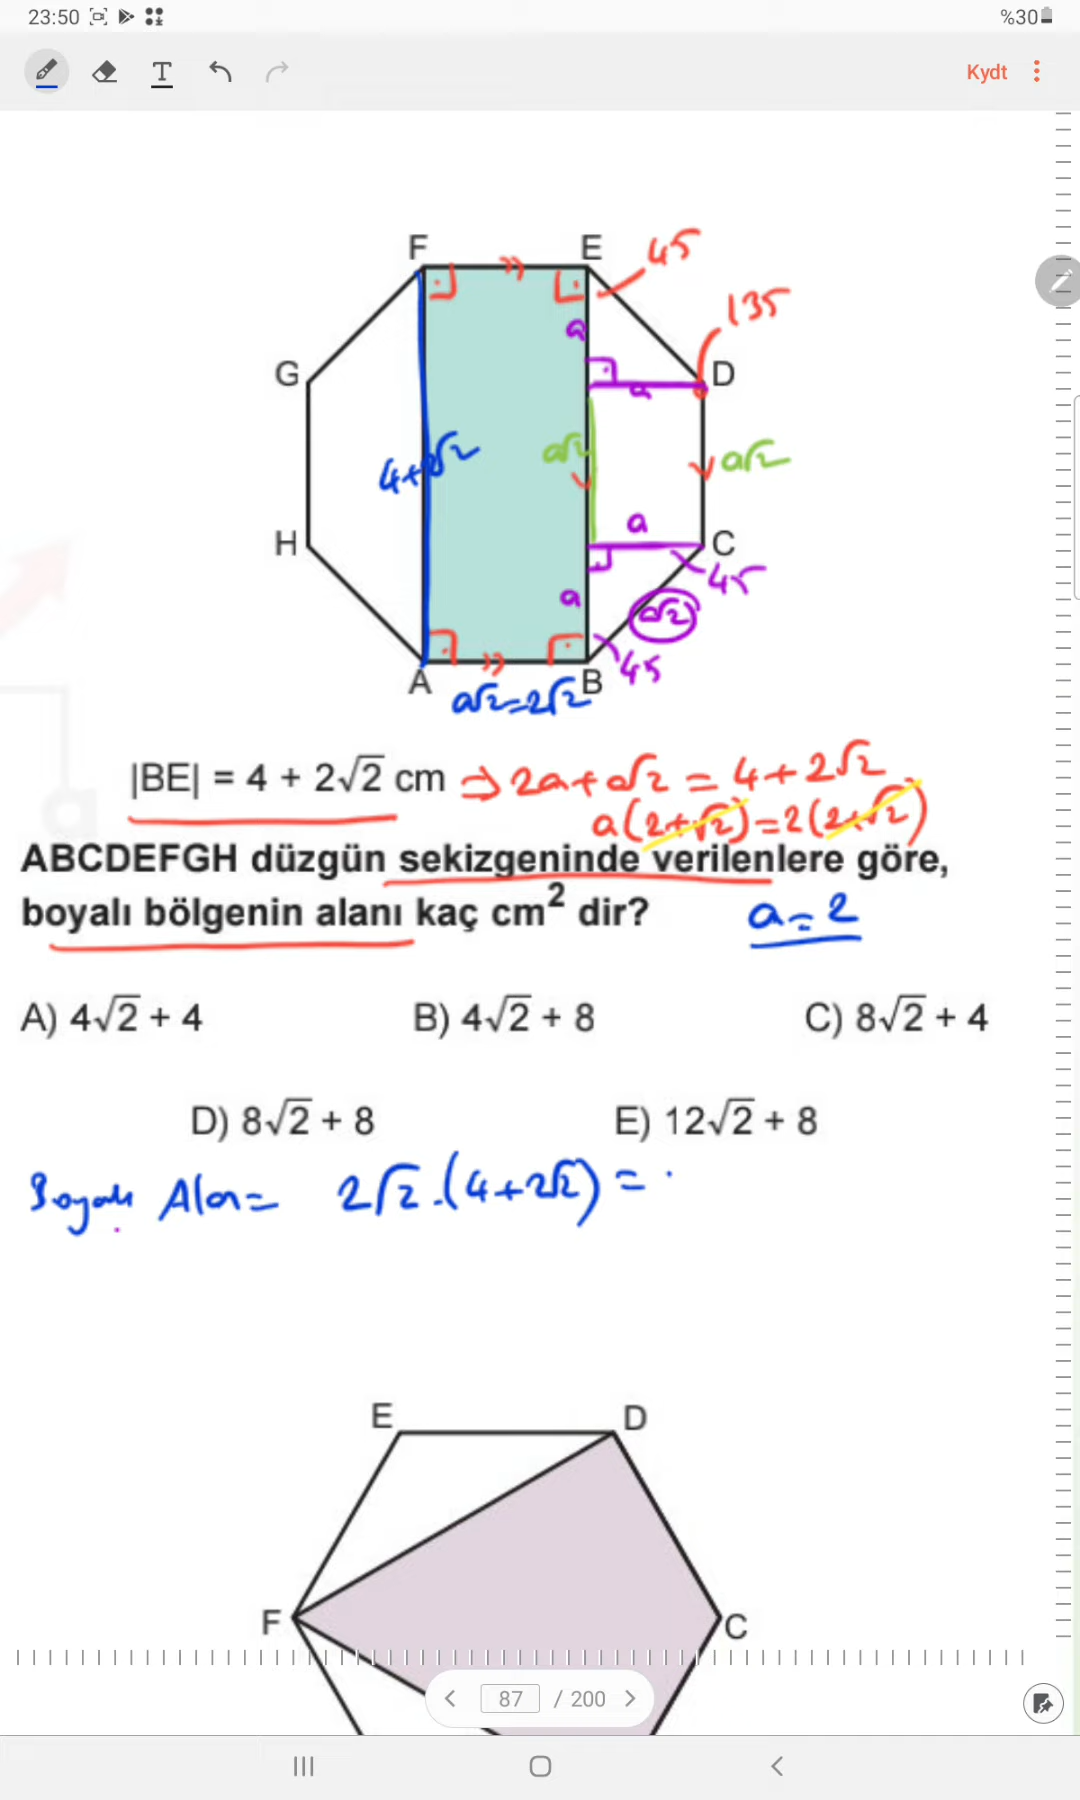 23:50
%30
T
Kydt
F E 45
135
G D
a
a
4+2√2 a√2 a√2
H a C
45
a a√2
45
A B
a√2=2√2
|BE| = 4 + 2√2 cm ⇒ 2a+a√2 = 4+2√2
a(2+√2)=2(2+√2)
ABCDEFGH düzgün sekizgeninde verilenlere göre,
boyalı bölgenin alanı kaç cm² dir? a=2
A) 4√2 + 4 B) 4√2 + 8 C) 8√2 + 4
D) 8√2 + 8 E) 12√2 + 8
Boyalı Alan= 2√2.(4+2√2) =
E D
F C
87 / 200